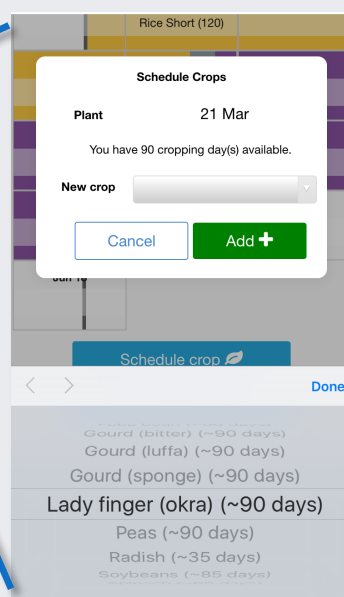 Rice Short (120)
Schedule Crops
Plant 21 Mar
You have 90 cropping day(s) available.
New crop
Cancel Add +
Schedule crop
Done
Gourd (bitter) (~90 days)
Gourd (luffa) (~90 days)
Gourd (sponge) (~90 days)
Lady finger (okra) (~90 days)
Peas (~90 days)
Radish (~35 days)
Soybeans (~85 days)